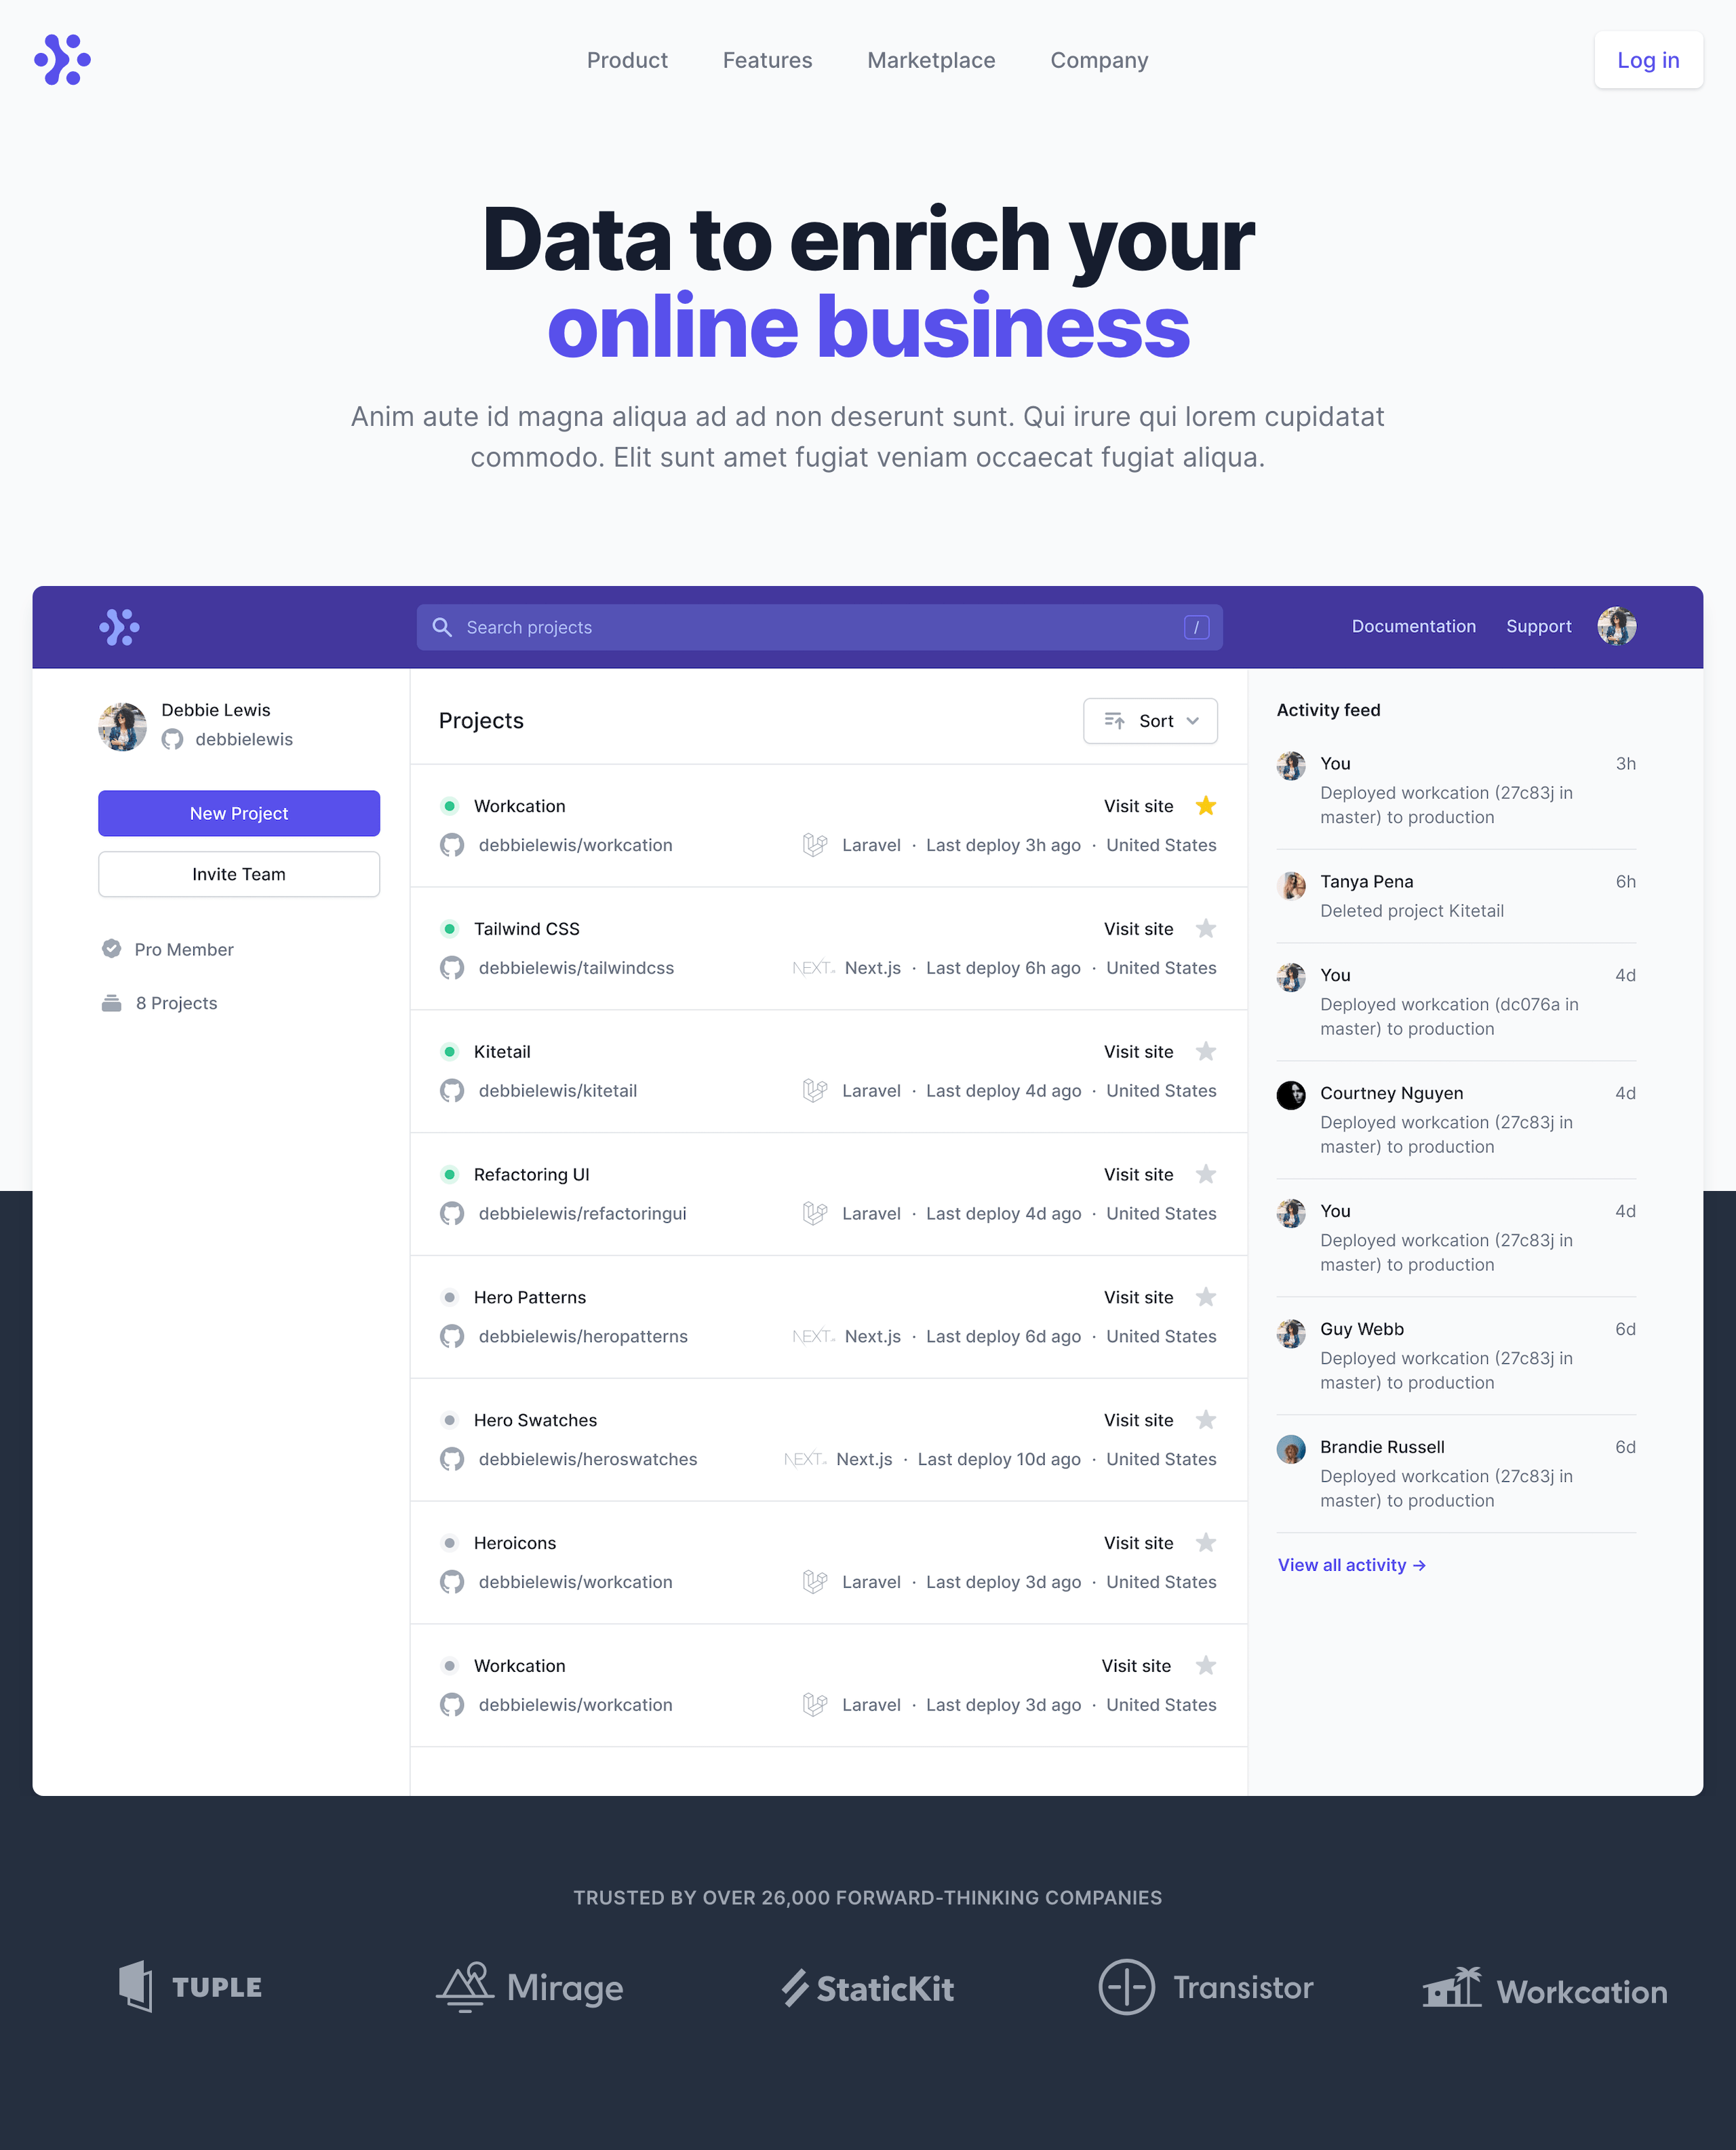 Product Features Marketplace Company Log in
Data to enrich your
online business
Anim aute id magna aliqua ad ad non deserunt sunt. Qui irure qui lorem cupidatat
commodo. Elit sunt amet fugiat veniam occaecat fugiat aliqua.
Search projects /
Documentation Support
Debbie Lewis
debbielewis
New Project
Invite Team
Pro Member
8 Projects
Projects Sort
Workcation Visit site
debbielewis/workcation Laravel · Last deploy 3h ago · United States
Tailwind CSS Visit site
debbielewis/tailwindcss NEXT.js Next.js · Last deploy 6h ago · United States
Kitetail Visit site
debbielewis/kitetail Laravel · Last deploy 4d ago · United States
Refactoring UI Visit site
debbielewis/refactoringui Laravel · Last deploy 4d ago · United States
Hero Patterns Visit site
debbielewis/heropatterns NEXT.js Next.js · Last deploy 6d ago · United States
Hero Swatches Visit site
debbielewis/heroswatches NEXT.js Next.js · Last deploy 10d ago · United States
Heroicons Visit site
debbielewis/workcation Laravel · Last deploy 3d ago · United States
Workcation Visit site
debbielewis/workcation Laravel · Last deploy 3d ago · United States
Activity feed
You 3h
Deployed workcation (27c83j in
master) to production
Tanya Pena 6h
Deleted project Kitetail
You 4d
Deployed workcation (dc076a in
master) to production
Courtney Nguyen 4d
Deployed workcation (27c83j in
master) to production
You 4d
Deployed workcation (27c83j in
master) to production
Guy Webb 6d
Deployed workcation (27c83j in
master) to production
Brandie Russell 6d
Deployed workcation (27c83j in
master) to production
View all activity →
TRUSTED BY OVER 26,000 FORWARD-THINKING COMPANIES
TUPLE Mirage StaticKit Transistor Workcation